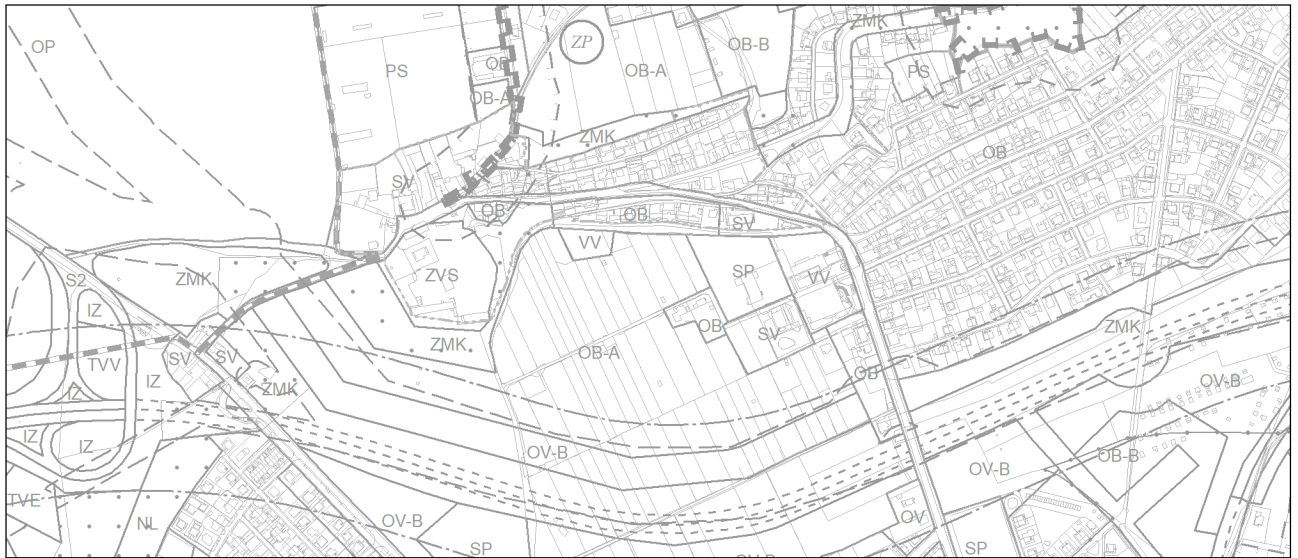 ZMK
OP
ZP
OB-B
PS
OB
OB-A
PS
OB-A
ZMK
OB
SV
OB
OB
SV
VV
ZVS
SP
VV
S2
ZMK
IZ
OB
SV
ZMK
ZMK
OB-A
SV
SV
TVV
IZ
OB
OV-B
IZ
ZMK
IZ
IZ
OV-B
OB-B
OV-B
TVE
NL
OV-B
OV
SP
SP
OV-B